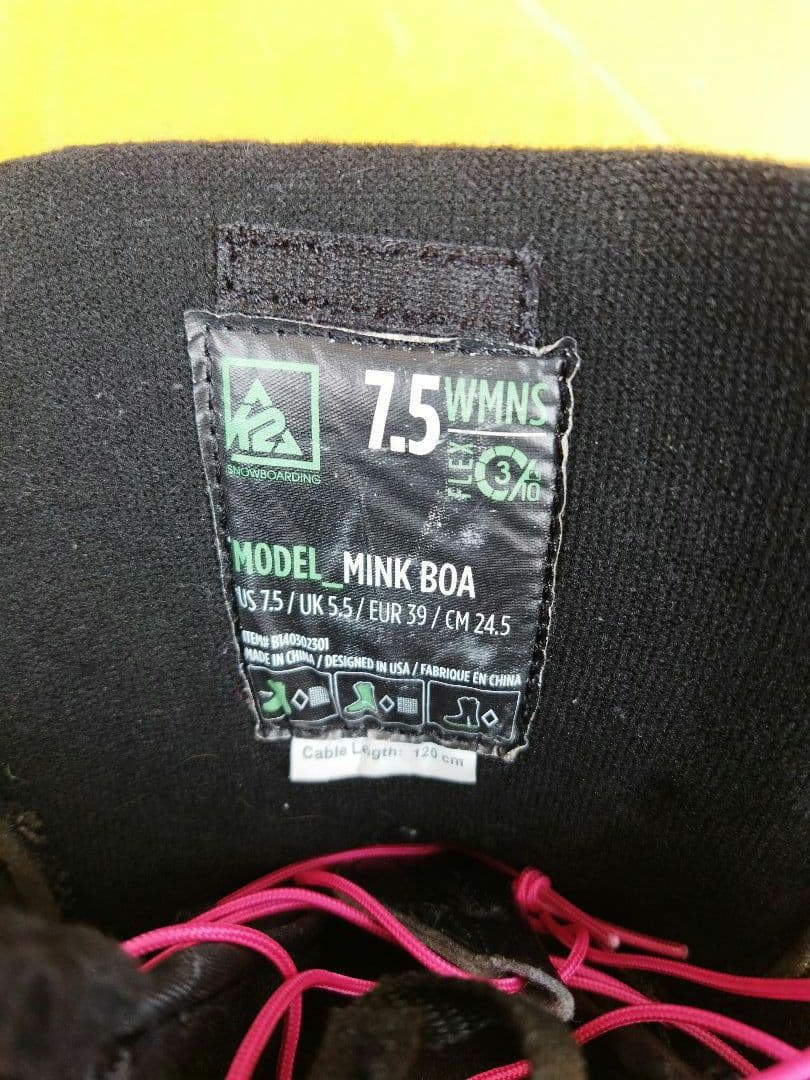 K2
SNOWBOARDING
7.5 WMNS
FLEX 3/10
MODEL_MINK BOA
US 7.5 / UK 5.5 / EUR 39 / CM 24.5
ITEM# B140302301
MADE IN CHINA / DESIGNED IN USA / FABRIQUE EN CHINA
Cable Length: 120 cm